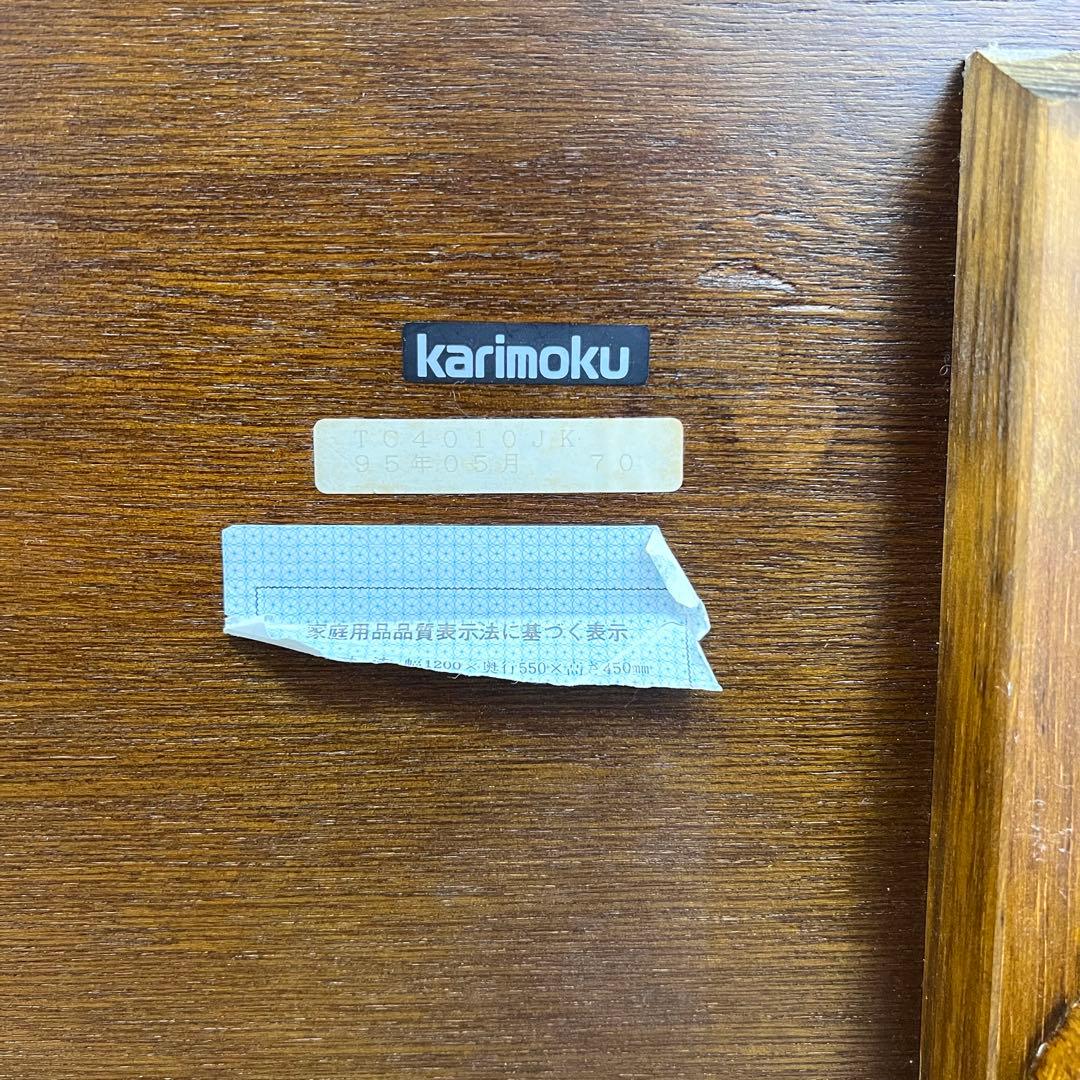 karimoku
TC4010JK
95年05月 70
家庭用品品質表示法に基づく表示
幅1200×奥行550×高さ450mm